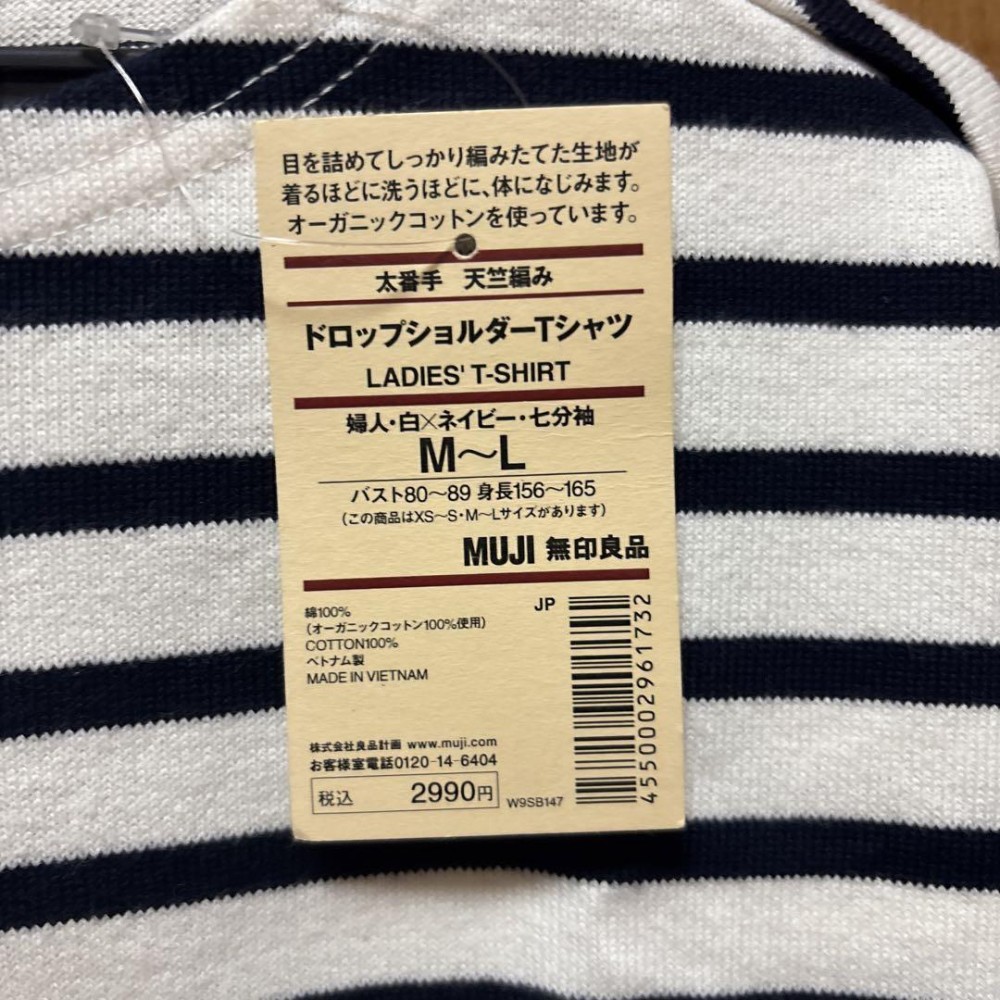 目を詰めてしっかり編みたてた生地が
着るほどに洗うほどに、体になじみます。
オーガニックコットンを使っています。
太番手 天竺編み
ドロップショルダーTシャツ
LADIES' T-SHIRT
婦人・白×ネイビー・七分袖
M〜L
バスト80〜89 身長156〜165
(この商品はXS〜S・M〜Lサイズがあります)
MUJI 無印良品
綿100%
(オーガニックコットン100%使用)
COTTON100%
ベトナム製
MADE IN VIETNAM
JP
4550002961732
株式会社良品計画 www.muji.com
お客様室電話0120-14-6404
税込 2990円
W9SB147